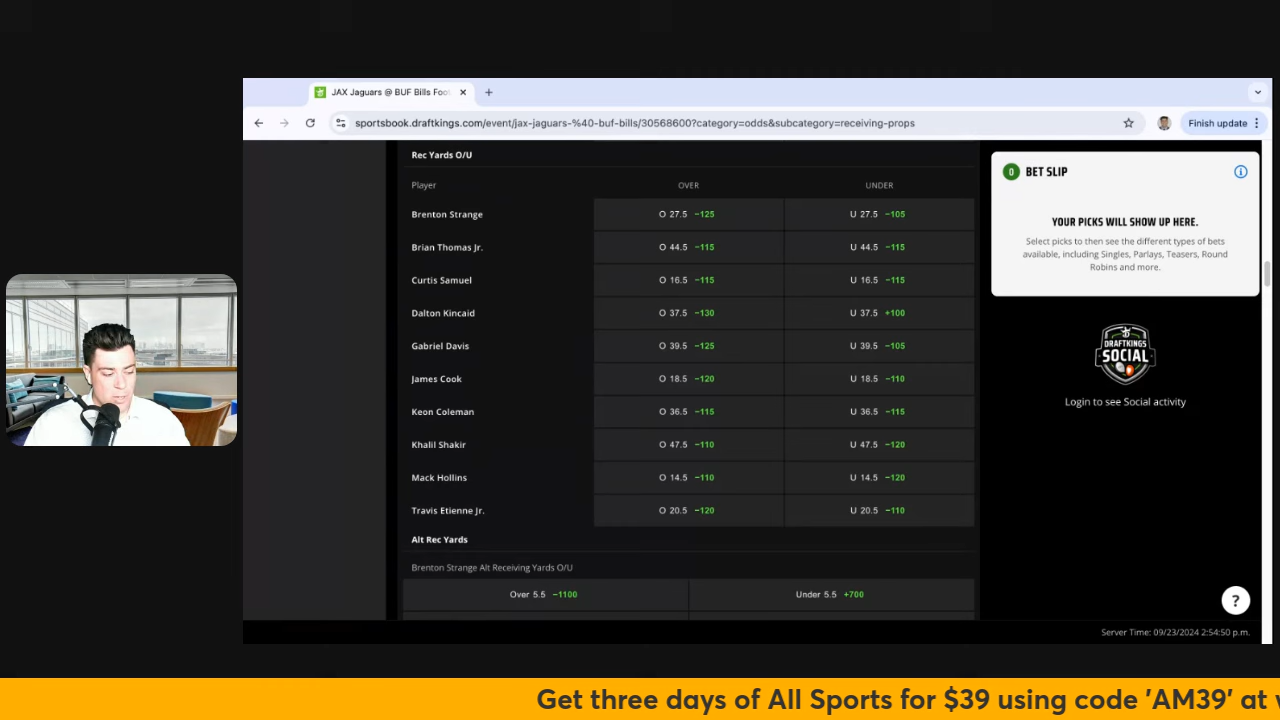 JAX Jaguars @ BUF Bills Foo
sportsbook.draftkings.com/event/jax-jaguars-%40-buf-bills/30568600?category=odds&subcategory=receiving-props
Finish update
Rec Yards O/U
Player OVER UNDER
Brenton Strange O 27.5 −125 U 27.5 −105
Brian Thomas Jr. O 44.5 −115 U 44.5 −115
Curtis Samuel O 16.5 −115 U 16.5 −115
Dalton Kincaid O 37.5 −130 U 37.5 +100
Gabriel Davis O 39.5 −125 U 39.5 −105
James Cook O 18.5 −120 U 18.5 −110
Keon Coleman O 36.5 −115 U 36.5 −115
Khalil Shakir O 47.5 −110 U 47.5 −120
Mack Hollins O 14.5 −110 U 14.5 −120
Travis Etienne Jr. O 20.5 −120 U 20.5 −110
Alt Rec Yards
Brenton Strange Alt Receiving Yards O/U
Over 5.5 −1100 Under 5.5 +700
0 BET SLIP
YOUR PICKS WILL SHOW UP HERE.
Select picks to then see the different types of bets
available, including Singles, Parlays, Teasers, Round
Robins and more.
DRAFTKINGS
SOCIAL
Login to see Social activity
?
Server Time: 09/23/2024 2:54:50 p.m.
Get three days of All Sports for $39 using code 'AM39' at